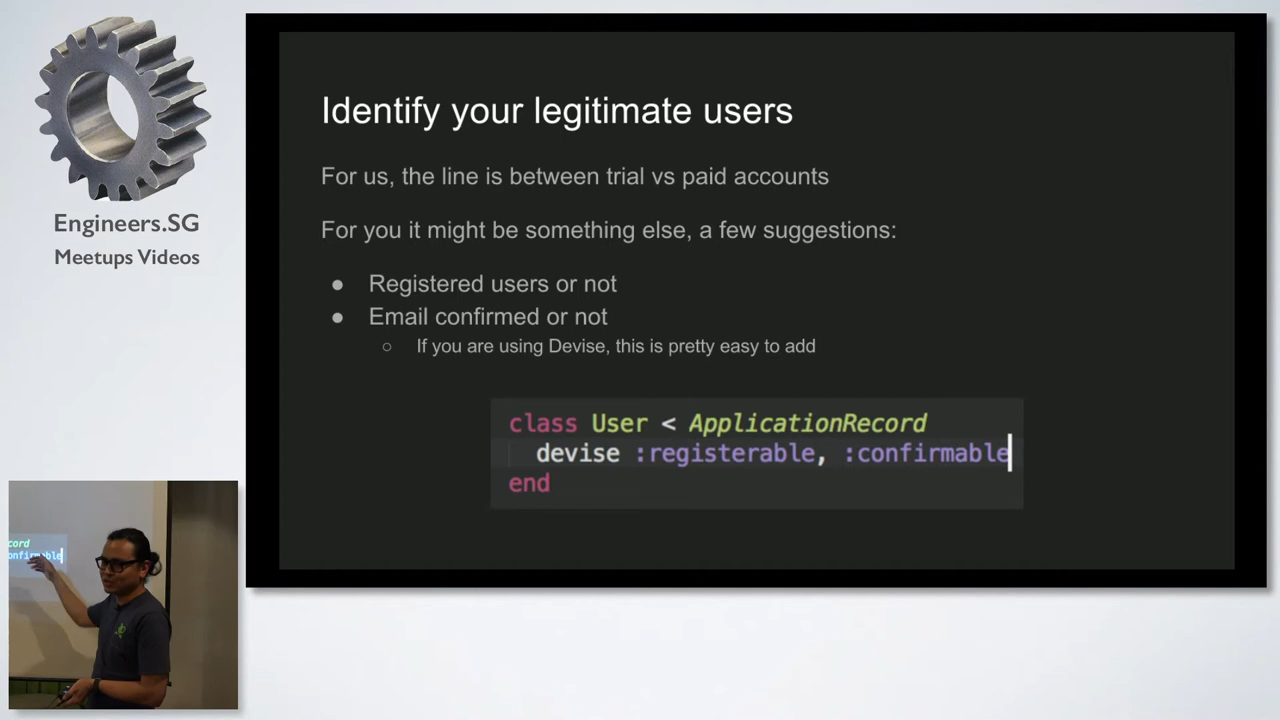 Engineers.SG
Meetups Videos
Identify your legitimate users
For us, the line is between trial vs paid accounts
For you it might be something else, a few suggestions:
● Registered users or not
● Email confirmed or not
○ If you are using Devise, this is pretty easy to add
class User < ApplicationRecord
devise :registerable, :confirmable
end
cord
onfirmable